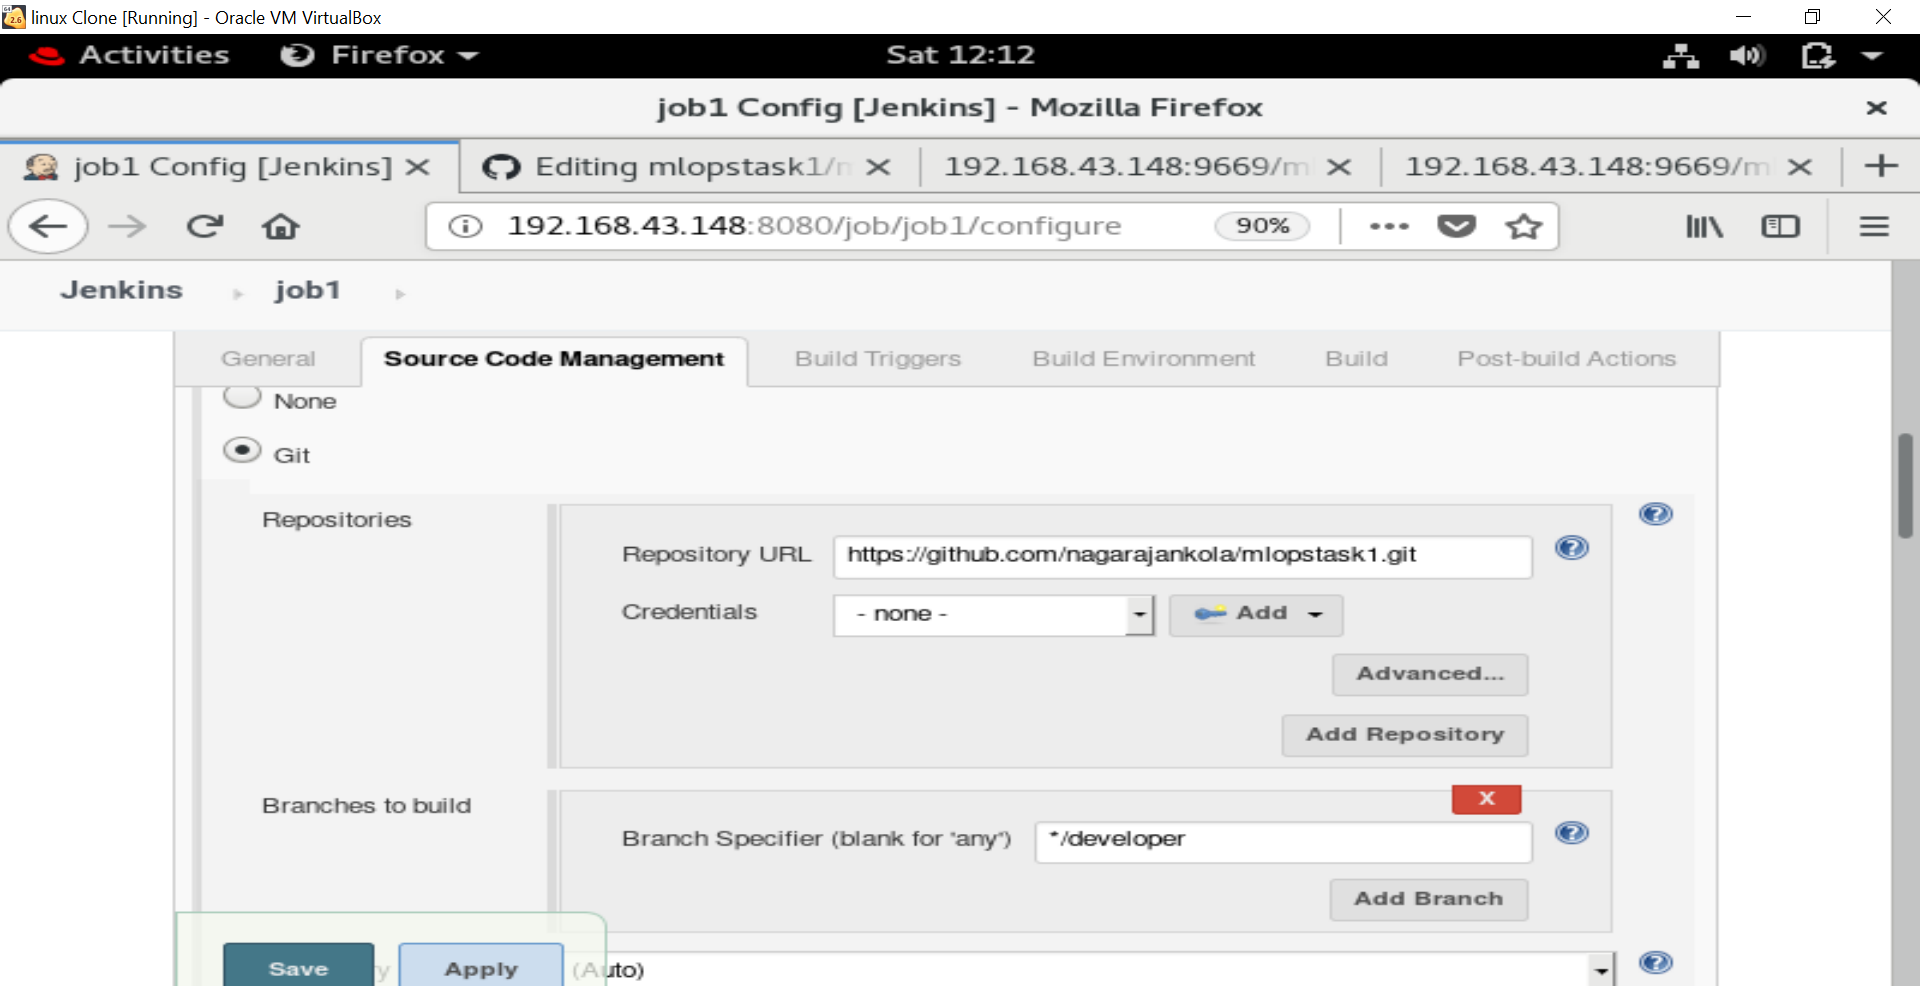 linux Clone [Running] - Oracle VM VirtualBox
Activities Firefox Sat 12:12
job1 Config [Jenkins] - Mozilla Firefox
job1 Config [Jenkins] Editing mlopstask1/ 192.168.43.148:9669/m 192.168.43.148:9669/m
192.168.43.148:8080/job/job1/configure 90%
Jenkins job1
General Source Code Management Build Triggers Build Environment Build Post-build Actions
None
Git
Repositories
Repository URL https://github.com/nagarajankola/mlopstask1.git
Credentials - none - Add
Advanced...
Add Repository
Branches to build
X
Branch Specifier (blank for 'any') */developer
Add Branch
Save Apply (Auto)